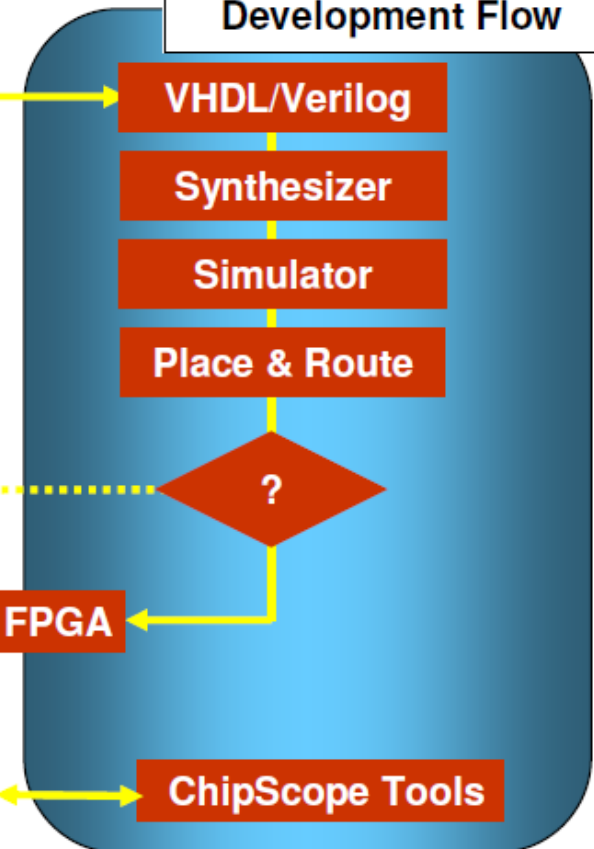 Development Flow
VHDL/Verilog
Synthesizer
Simulator
Place & Route
?
FPGA
ChipScope Tools